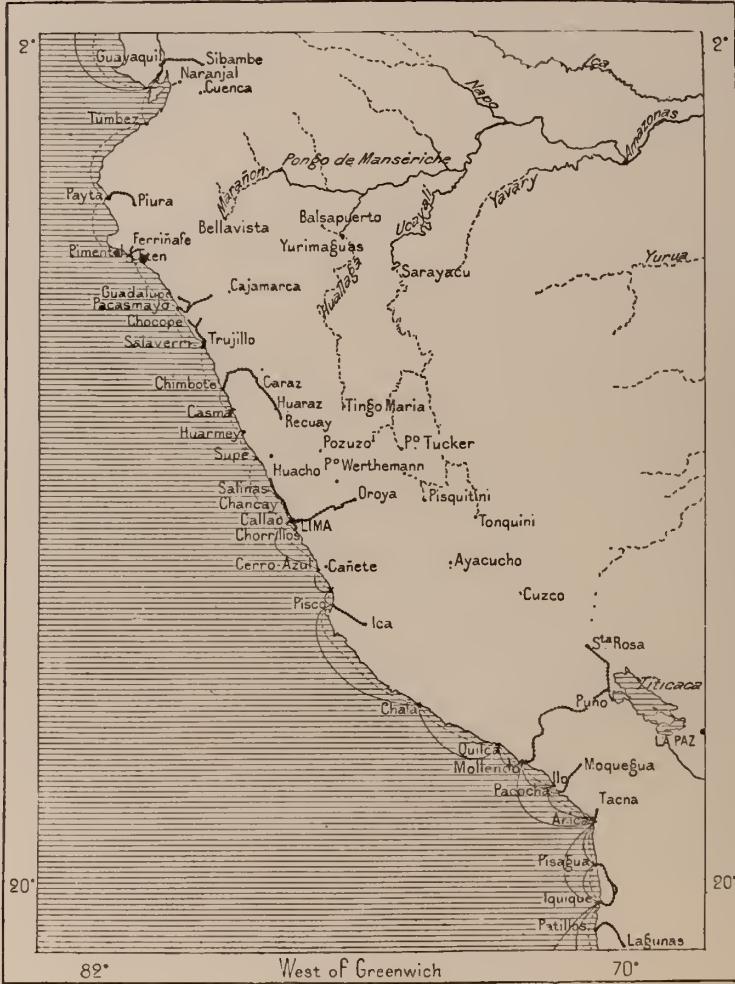 2°
2°
Guayaquil
Sibambe
Naranjal
Cuenca
Iça
Napo
Tumbez
Amazonas
Pongo de Manseriche
Marañon
Ucayali
Yavary
Payta
Piura
Bellavista
Balsapuerto
Yurimaguas
Ferriñafe
Pimentel
Eten
Sarayacu
Yurua
Huallaga
Guadalupe
Cajamarca
Pacasmayo
Chocope
Salaverry
Trujillo
Chimbote
Caraz
Huaraz
Recuay
Casma
Tingo Maria
Huarmey
Pozuzo
Pº Tucker
Supe
Huacho
Pº Werthemann
Salinas
Oroya
Pisquitini
Chancay
Callao
LIMA
Tonquini
Chorrillos
Cerro-Azul
Cañete
Ayacucho
Cuzco
Pisco
Ica
Sta Rosa
Titicaca
Puno
Chala
LA PAZ
Quilca
Mollendo
Moquegua
Ilo
Pacocha
Tacna
Arica
Pisagua
20°
20°
Iquique
Patillos
Lagunas
82°
West of Greenwich
70°